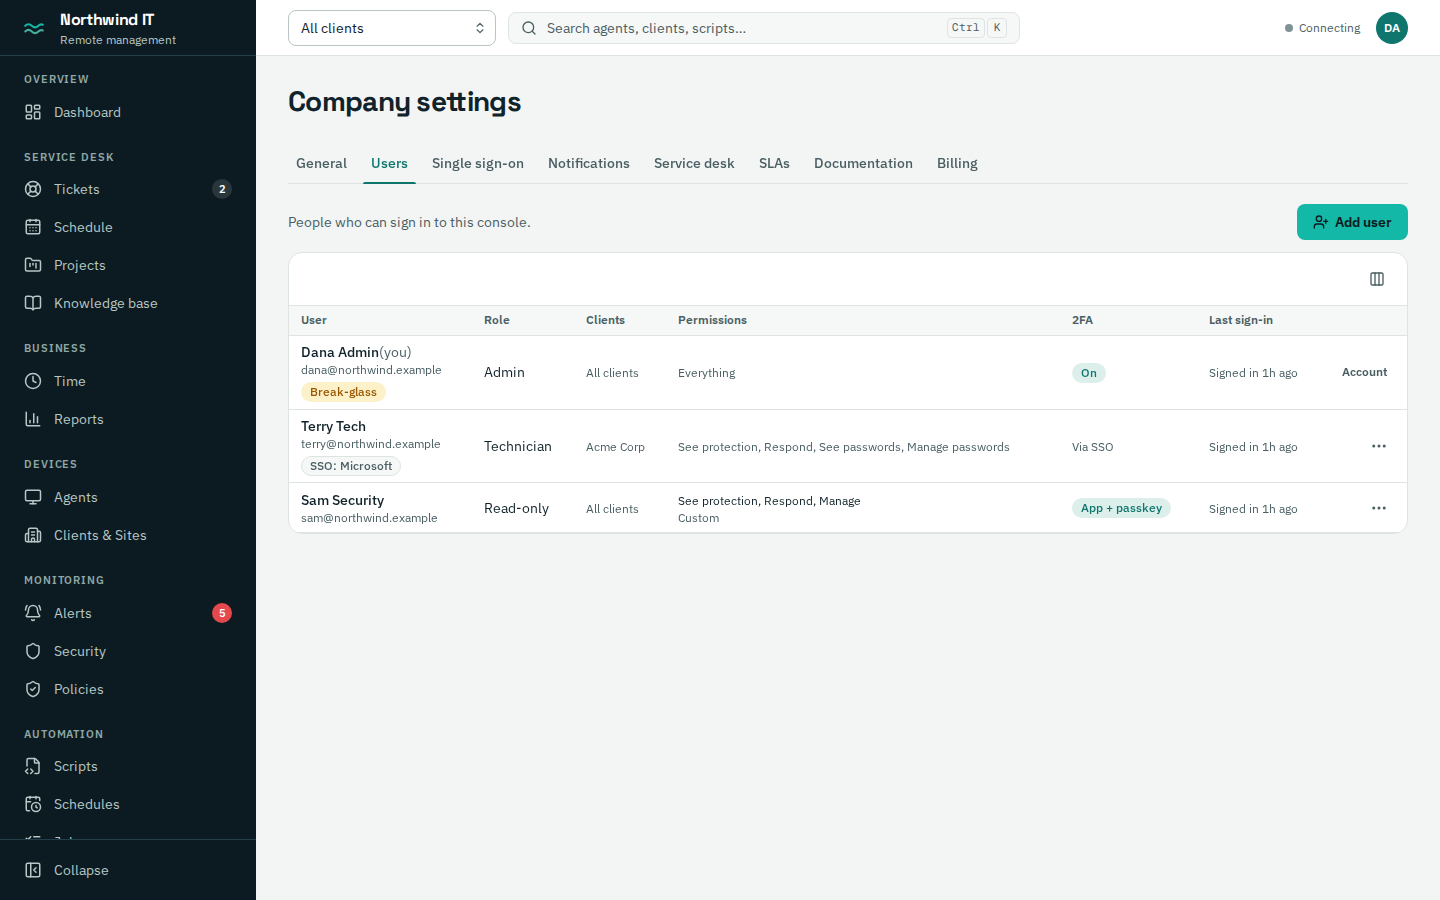 Northwind IT
Remote management
OVERVIEW
Dashboard
SERVICE DESK
Tickets 2
Schedule
Projects
Knowledge base
BUSINESS
Time
Reports
DEVICES
Agents
Clients & Sites
MONITORING
Alerts 5
Security
Policies
AUTOMATION
Scripts
Schedules
Collapse
All clients
Search agents, clients, scripts... Ctrl K
Connecting DA
Company settings
General Users Single sign-on Notifications Service desk SLAs Documentation Billing
People who can sign in to this console.
Add user
User Role Clients Permissions 2FA Last sign-in
Dana Admin(you)
dana@northwind.example
Break-glass
Admin All clients Everything On Signed in 1h ago Account
Terry Tech
terry@northwind.example
SSO: Microsoft
Technician Acme Corp See protection, Respond, See passwords, Manage passwords Via SSO Signed in 1h ago
Sam Security
sam@northwind.example
Read-only All clients See protection, Respond, Manage
Custom
App + passkey Signed in 1h ago